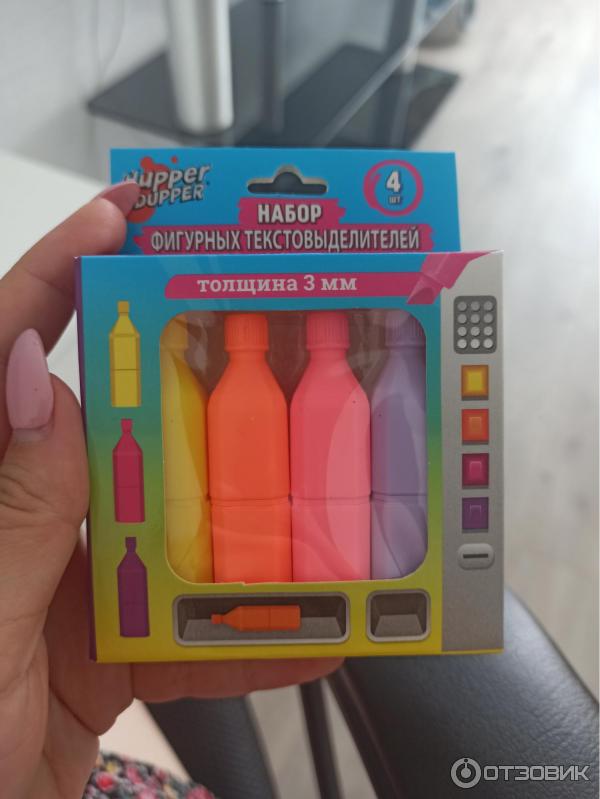 Hupper
DUPPER
4
ШТ
НАБОР
ФИГУРНЫХ ТЕКСТОВЫДЕЛИТЕЛЕЙ
ТОЛЩИНА 3 ММ
ОТЗОВИК